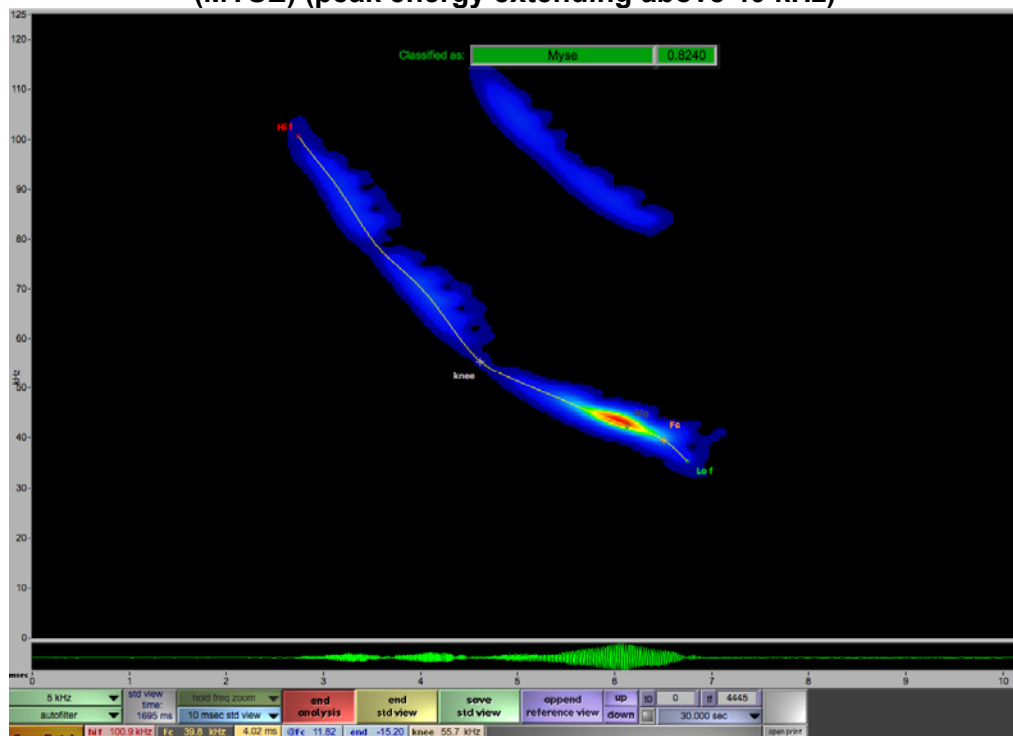 (MYSE) (peak energy extending above 40 kHz)
125
120
Classified as: Myse 0.8240
110
100
Hi f
90
80
70
60
knee
50
kHz
Fc
40
Lo f
30
20
10
0
msec
0 1 2 3 4 5 6 7 8 9 10
5 kHz
autofilter
std view time: 1695 ms
hold freq zoom
10 msec std view
end analysis
end std view
save std view
append reference view
up
down
t0 0 tf 4445
30.000 sec
open print
hi f 100.9 kHz Fc 39.8 kHz 4.02 ms @Fc 11.82 end -15.20 knee 55.7 kHz